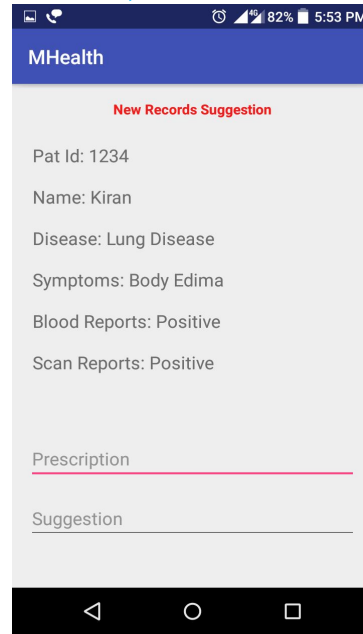 4G 82% 5:53 PM
MHealth
New Records Suggestion
Pat Id: 1234
Name: Kiran
Disease: Lung Disease
Symptoms: Body Edima
Blood Reports: Positive
Scan Reports: Positive
Prescription
Suggestion